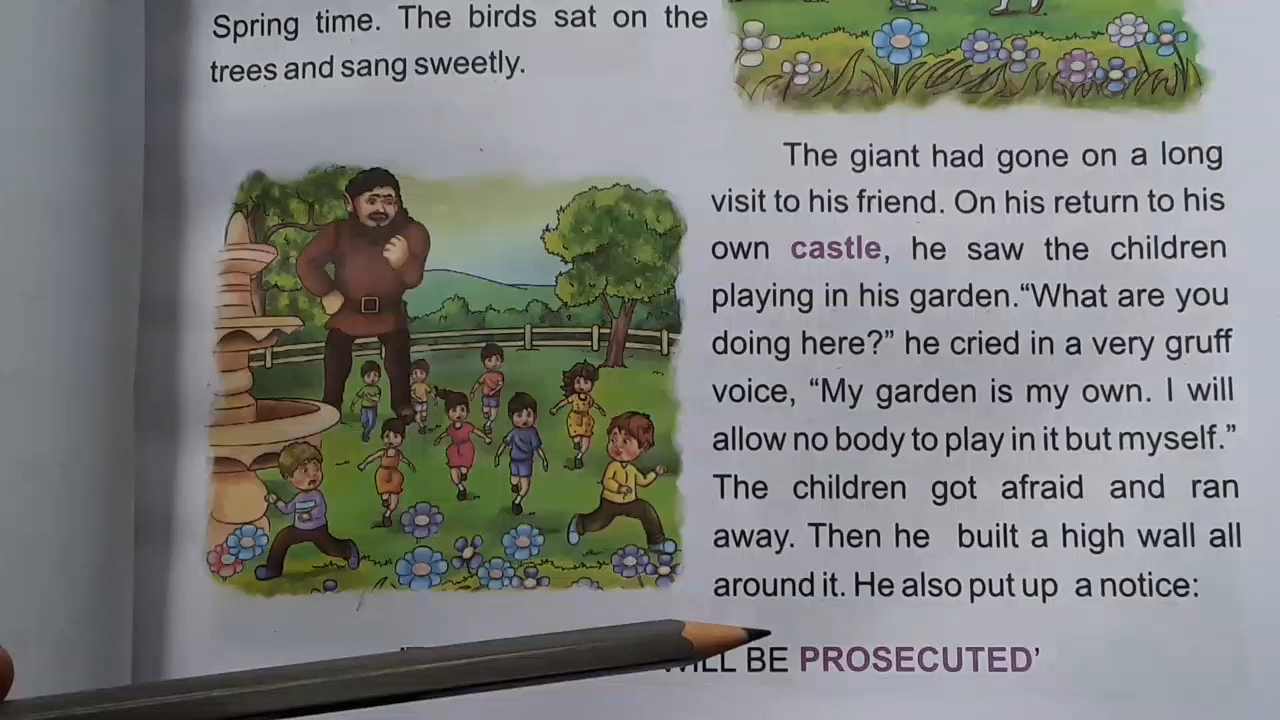 Spring time. The birds sat on the
trees and sang sweetly.
The giant had gone on a long
visit to his friend. On his return to his
own castle, he saw the children
playing in his garden.“What are you
doing here?” he cried in a very gruff
voice, “My garden is my own. I will
allow no body to play in it but myself.”
The children got afraid and ran
away. Then he built a high wall all
around it. He also put up a notice:
WILL BE PROSECUTED’